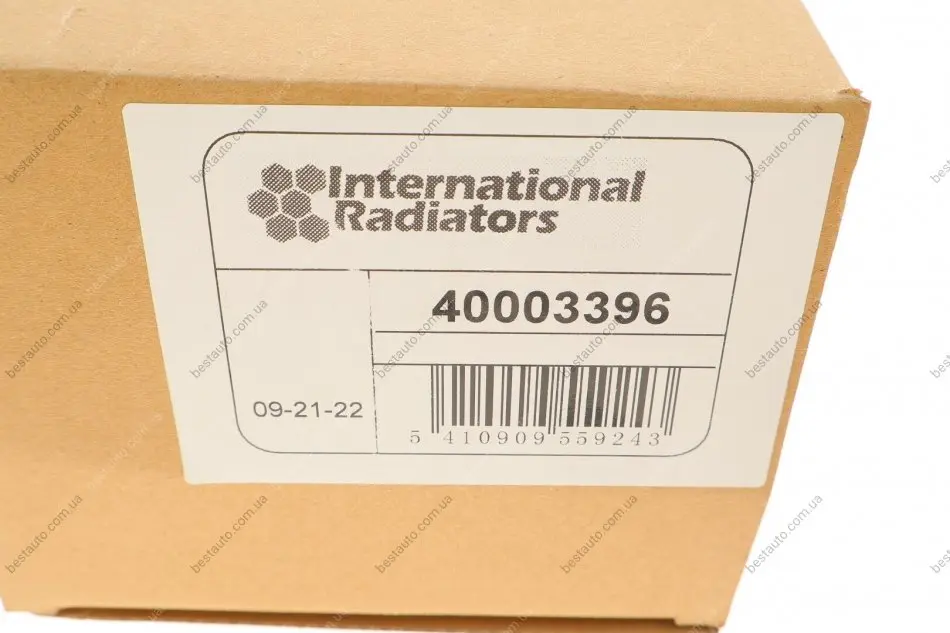 International
Radiators
40003396
09-21-22
5 410909 559243
bestauto.com.ua